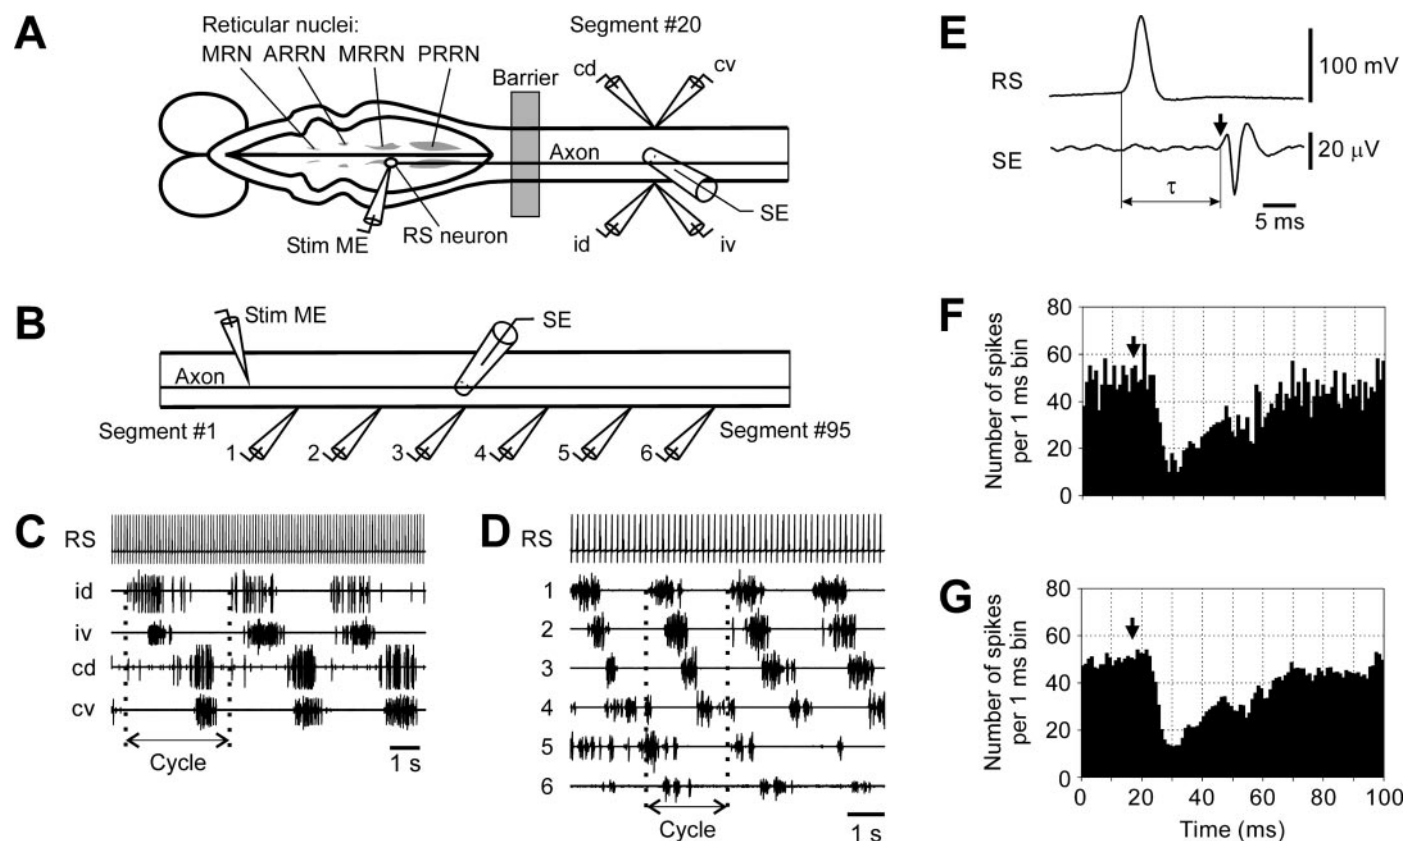 A
Reticular nuclei:
MRN ARRN MRRN PRRN
Segment #20
cd
cv
Barrier
Axon
SE
Stim ME
RS neuron
id
iv
B
Stim ME
SE
Axon
Segment #1
Segment #95
1 2 3 4 5 6
C
RS
id
iv
cd
cv
Cycle
1 s
D
RS
1
2
3
4
5
6
Cycle
1 s
E
RS
100 mV
SE
20 µV
τ
5 ms
F
Number of spikes
per 1 ms bin
80
60
40
20
0
G
Number of spikes
per 1 ms bin
80
60
40
20
0
0 20 40 60 80 100
Time (ms)